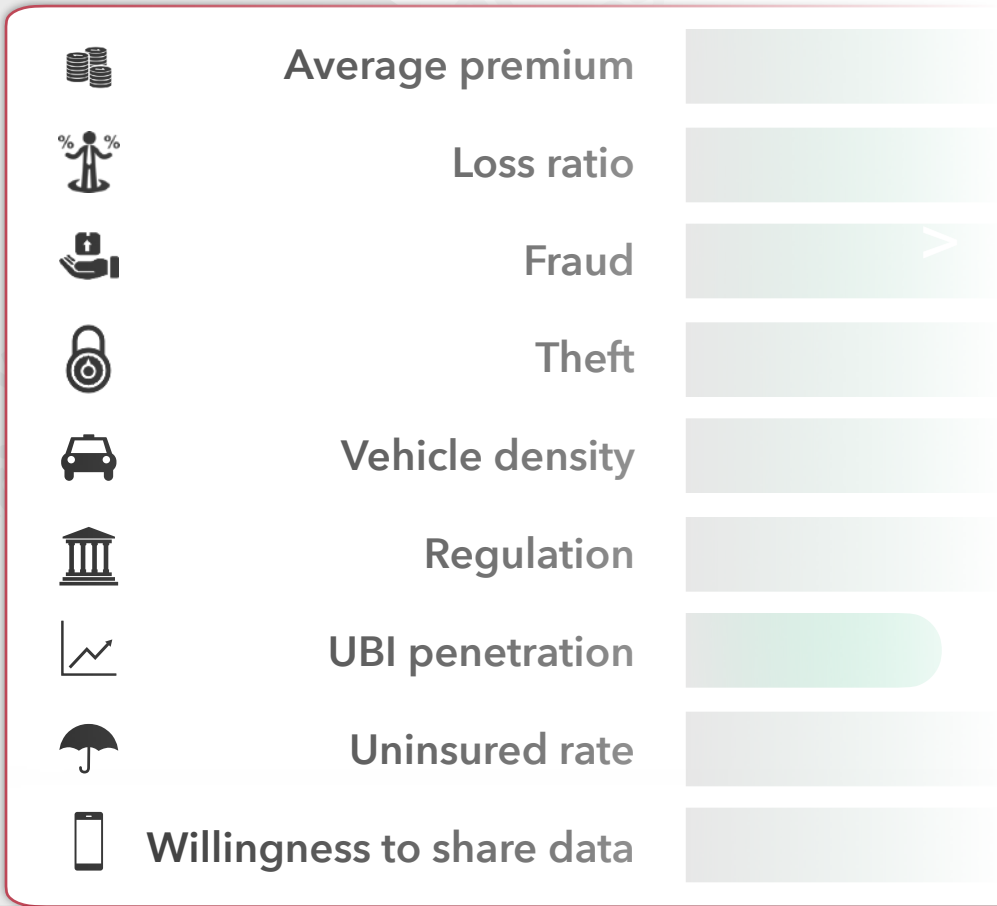 Average premium
% %
Loss ratio
Fraud
>
Theft
Vehicle density
Regulation
UBI penetration
Uninsured rate
Willingness to share data